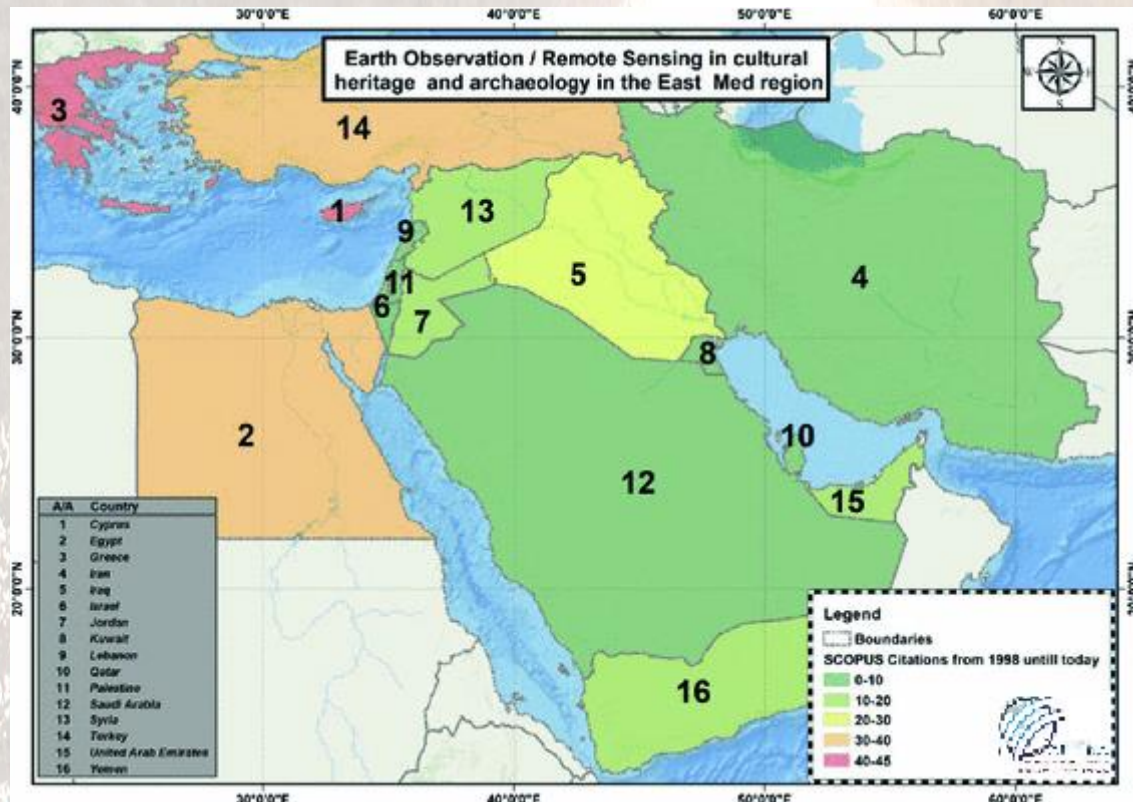 30°0'0"E 40°0'0"E 50°0'0"E 60°0'0"E
Earth Observation / Remote Sensing in cultural
heritage and archaeology in the East Med region
N
40°0'0"N
3
14
1
13
9
5
4
11
6
7
30°0'0"N
8
2
10
12
15
A/A Country
1 Cyprus
2 Egypt
3 Greece
4 Iran
5 Iraq
6 Israel
7 Jordan
8 Kuwait
9 Lebanon
10 Qatar
11 Palestine
12 Saudi Arabia
13 Syria
14 Turkey
15 United Arab Emirates
16 Yemen
20°0'0"N
16
Legend
Boundaries
SCOPUS Citations from 1998 untill today
0-10
10-20
20-30
30-40
40-45
30°0'0"E 40°0'0"E 50°0'0"E 60°0'0"E